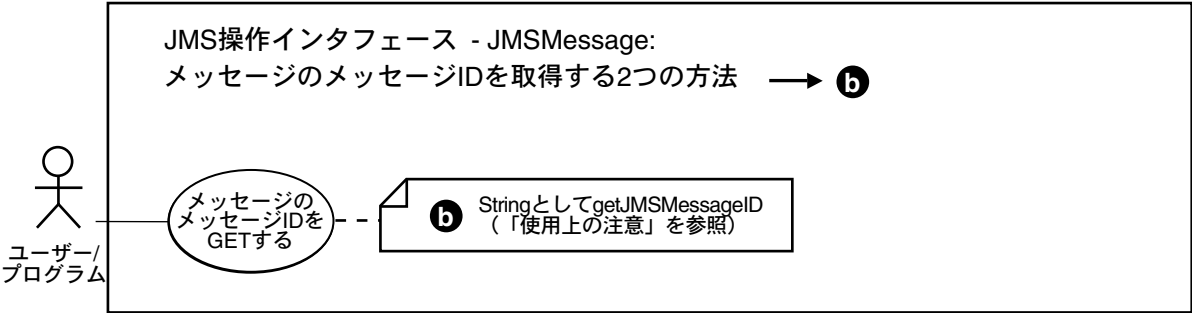 JMS操作インタフェース - JMSMessage:
メッセージのメッセージIDを取得する2つの方法 → b
メッセージの
メッセージIDを
GETする
b StringとしてgetJMSMessageID
（「使用上の注意」を参照）
ユーザー/
プログラム